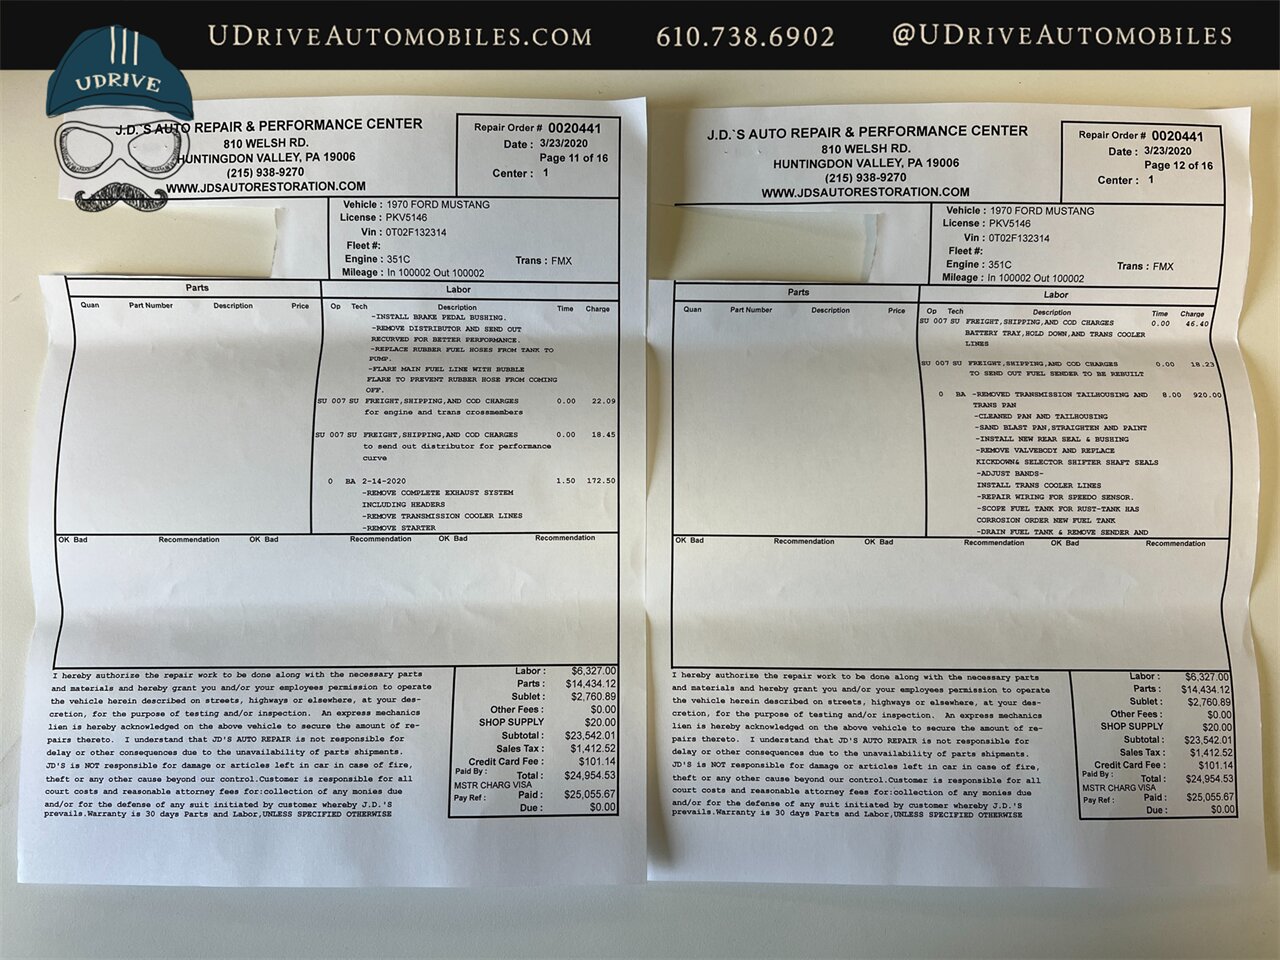 UDRIVEAUTOMOBILES.COM 610.738.6902 @UDRIVEAUTOMOBILES
UDRIVE
J.D.`S AUTO REPAIR & PERFORMANCE CENTER
810 WELSH RD.
HUNTINGDON VALLEY, PA 19006
(215) 938-9270
WWW.JDSAUTORESTORATION.COM
Repair Order # 0020441
Date : 3/23/2020
Page 11 of 16
Center : 1
Vehicle : 1970 FORD MUSTANG
License : PKV5146
Vin : 0T02F132314
Fleet #:
Engine : 351C Trans : FMX
Mileage : In 100002 Out 100002
Parts Labor
Quan Part Number Description Price Op Tech Description Time Charge
-INSTALL BRAKE PEDAL BUSHING.
-REMOVE DISTRIBUTOR AND SEND OUT
RECURVED FOR BETTER PERFORMANCE.
-REPLACE RUBBER FUEL HOSES FROM TANK TO
PUMP.
-FLARE MAIN FUEL LINE WITH BUBBLE
FLARE TO PREVENT RUBBER HOSE FROM COMING
OFF.
SU 007 SU FREIGHT,SHIPPING,AND COD CHARGES 0.00 22.09
for engine and trans crossmembers
SU 007 SU FREIGHT,SHIPPING,AND COD CHARGES 0.00 18.45
to send out distributor for performance
curve
0 BA 2-14-2020 1.50 172.50
-REMOVE COMPLETE EXHAUST SYSTEM
INCLUDING HEADERS
-REMOVE TRANSMISSION COOLER LINES
-REMOVE STARTER
OK Bad Recommendation OK Bad Recommendation OK Bad Recommendation
I hereby authorize the repair work to be done along with the necessary parts
and materials and hereby grant you and/or your employees permission to operate
the vehicle herein described on streets, highways or elsewhere, at your des-
cretion, for the purpose of testing and/or inspection. An express mechanics
lien is hereby acknowledged on the above vehicle to secure the amount of re-
pairs thereto. I understand that JD'S AUTO REPAIR is not responsible for
delay or other consequences due to the unavailability of parts shipments.
JD'S is NOT responsible for damage or articles left in car in case of fire,
theft or any other cause beyond our control.Customer is responsible for all
court costs and reasonable attorney fees for:collection of any monies due
and/or for the defense of any suit initiated by customer whereby J.D.'S
prevails.Warranty is 30 days Parts and Labor,UNLESS SPECIFIED OTHERWISE
Labor : $6,327.00
Parts : $14,434.12
Sublet : $2,760.89
Other Fees : $0.00
SHOP SUPPLY $20.00
Subtotal : $23,542.01
Sales Tax : $1,412.52
Credit Card Fee : $101.14
Paid By : Total : $24,954.53
MSTR CHARG VISA
Pay Ref : Paid : $25,055.67
Due : $0.00
J.D.`S AUTO REPAIR & PERFORMANCE CENTER
810 WELSH RD.
HUNTINGDON VALLEY, PA 19006
(215) 938-9270
WWW.JDSAUTORESTORATION.COM
Repair Order # 0020441
Date : 3/23/2020
Page 12 of 16
Center : 1
Vehicle : 1970 FORD MUSTANG
License : PKV5146
Vin : 0T02F132314
Fleet #:
Engine : 351C Trans : FMX
Mileage : In 100002 Out 100002
Parts Labor
Quan Part Number Description Price Op Tech Description Time Charge
SU 007 SU FREIGHT,SHIPPING,AND COD CHARGES 0.00 46.40
BATTERY TRAY,HOLD DOWN,AND TRANS COOLER
LINES
SU 007 SU FREIGHT,SHIPPING,AND COD CHARGES 0.00 18.23
TO SEND OUT FUEL SENDER TO BE REBUILT
0 BA -REMOVED TRANSMISSION TAILHOUSING AND 8.00 920.00
TRANS PAN
-CLEANED PAN AND TAILHOUSING
-SAND BLAST PAN,STRAIGHTEN AND PAINT
-INSTALL NEW REAR SEAL & BUSHING
-REMOVE VALVEBODY AND REPLACE
KICKDOWN& SELECTOR SHIFTER SHAFT SEALS
-ADJUST BANDS-
INSTALL TRANS COOLER LINES
-REPAIR WIRING FOR SPEEDO SENSOR.
-SCOPE FUEL TANK FOR RUST-TANK HAS
CORROSION ORDER NEW FUEL TANK
-DRAIN FUEL TANK & REMOVE SENDER AND
OK Bad Recommendation OK Bad Recommendation OK Bad Recommendation
I hereby authorize the repair work to be done along with the necessary parts
and materials and hereby grant you and/or your employees permission to operate
the vehicle herein described on streets, highways or elsewhere, at your des-
cretion, for the purpose of testing and/or inspection. An express mechanics
lien is hereby acknowledged on the above vehicle to secure the amount of re-
pairs thereto. I understand that JD'S AUTO REPAIR is not responsible for
delay or other consequences due to the unavailability of parts shipments.
JD'S is NOT responsible for damage or articles left in car in case of fire,
theft or any other cause beyond our control.Customer is responsible for all
court costs and reasonable attorney fees for:collection of any monies due
and/or for the defense of any suit initiated by customer whereby J.D.'S
prevails.Warranty is 30 days Parts and Labor,UNLESS SPECIFIED OTHERWISE
Labor : $6,327.00
Parts : $14,434.12
Sublet : $2,760.89
Other Fees : $0.00
SHOP SUPPLY $20.00
Subtotal : $23,542.01
Sales Tax : $1,412.52
Credit Card Fee : $101.14
Paid By : Total : $24,954.53
MSTR CHARG VISA
Pay Ref : Paid : $25,055.67
Due : $0.00